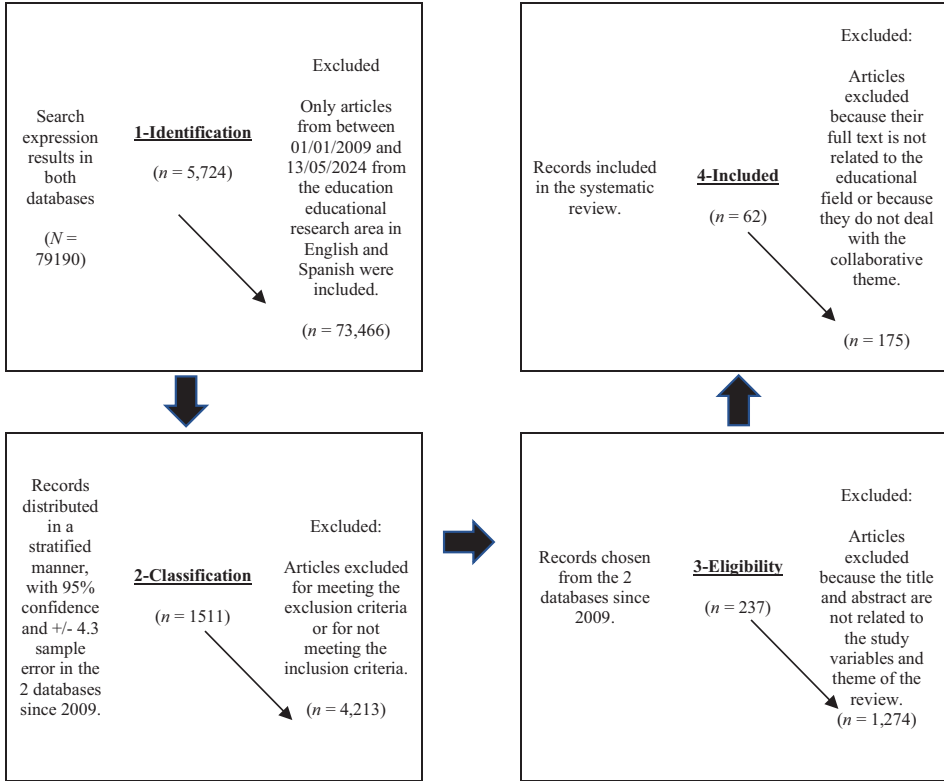 Search
expression
results in
both
databases
(N =
79190)
1-Identification
(n = 5,724)
Excluded
Only articles
from between
01/01/2009 and
13/05/2024 from
the education
educational
research area in
English and
Spanish were
included.
(n = 73,466)
Records
distributed
in a
stratified
manner,
with 95%
confidence
and +/- 4.3
sample
error in the
2 databases
since 2009.
2-Classification
(n = 1511)
Excluded:
Articles excluded
for meeting the
exclusion criteria
or for not
meeting the
inclusion criteria.
(n = 4,213)
Records chosen
from the 2
databases since
2009.
3-Eligibility
(n = 237)
Excluded:
Articles
excluded
because the title
and abstract are
not related to
the study
variables and
theme of the
review.
(n = 1,274)
Records included
in the systematic
review.
4-Included
(n = 62)
Excluded:
Articles
excluded
because their
full text is not
related to the
educational
field or because
they do not deal
with the
collaborative
theme.
(n = 175)